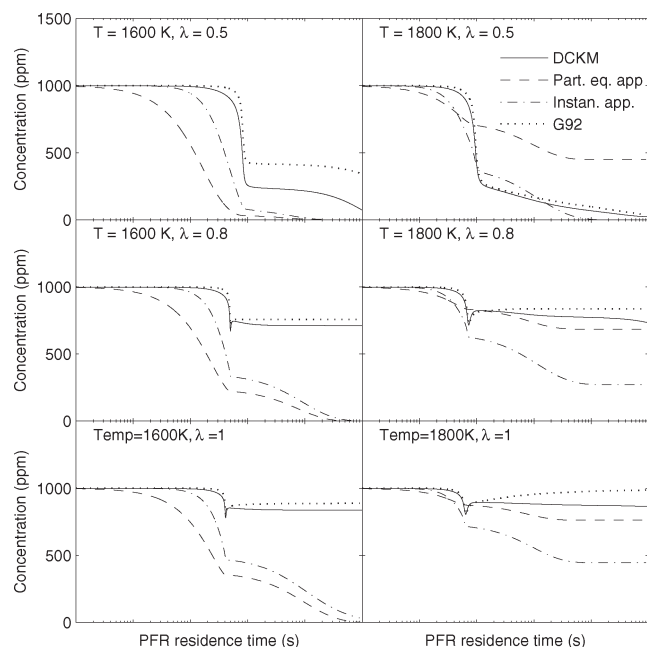 T = 1600 K, λ = 0.5
T = 1800 K, λ = 0.5
DCKM
Part. eq. app
Instan. app.
G92
Concentration (ppm)
1500
1000
500
0
T = 1600 K, λ = 0.8
T = 1800 K, λ = 0.8
Concentration (ppm)
1000
500
0
Temp=1600K, λ =1
Temp=1800K, λ =1
Concentration (ppm)
1000
500
0
PFR residence time (s)
PFR residence time (s)